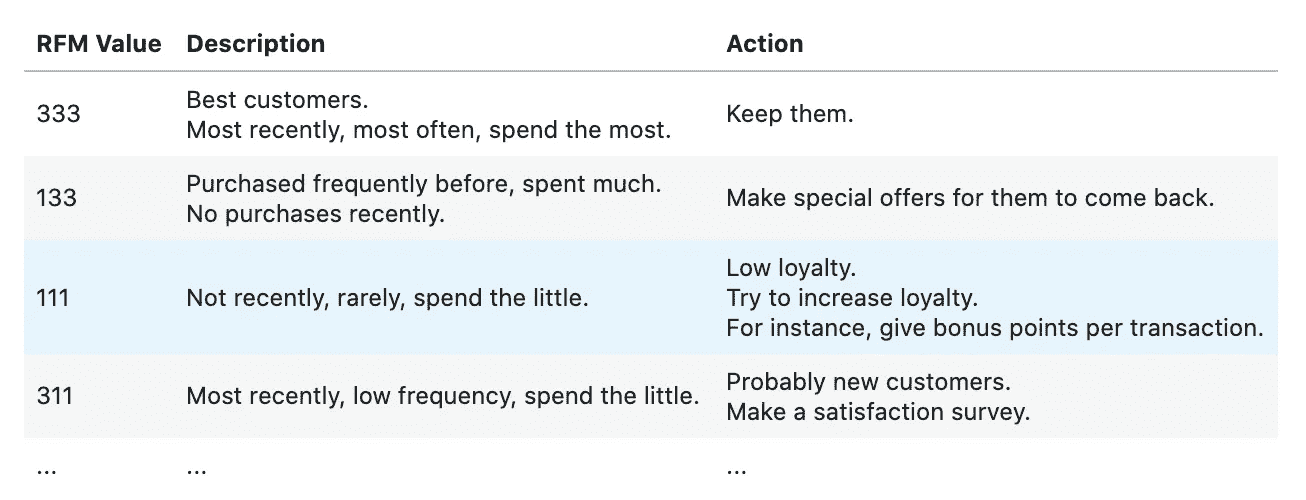 RFM Value Description Action
333
Best customers.
Most recently, most often, spend the most.
Keep them.
133
Purchased frequently before, spent much.
No purchases recently.
Make special offers for them to come back.
111
Not recently, rarely, spend the little.
Low loyalty.
Try to increase loyalty.
For instance, give bonus points per transaction.
311
Most recently, low frequency, spend the little.
Probably new customers.
Make a satisfaction survey.
... ... ...